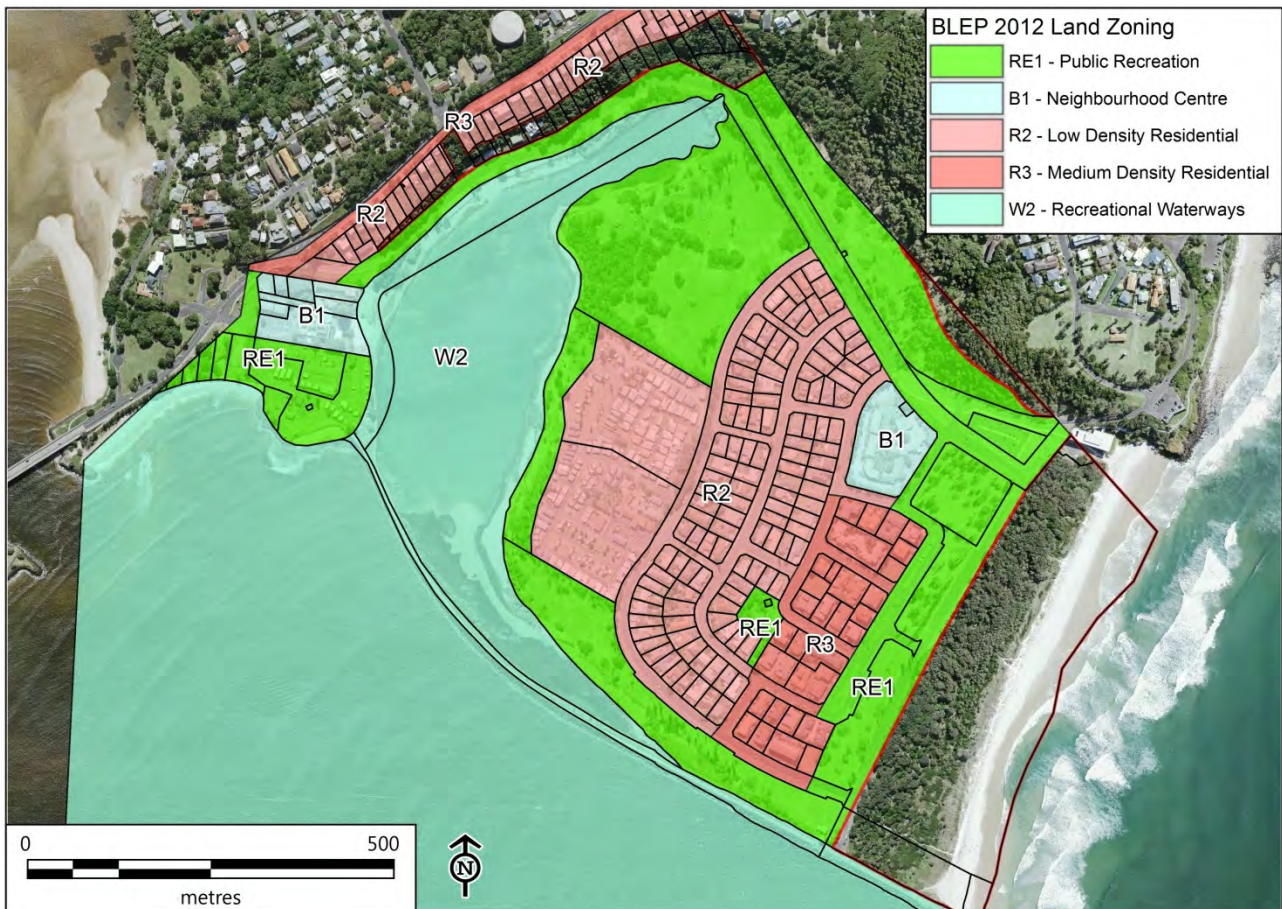 BLEP 2012 Land Zoning
RE1 - Public Recreation
B1 - Neighbourhood Centre
R2 - Low Density Residential
R3 - Medium Density Residential
W2 - Recreational Waterways
R2
R3
R2
B1
RE1
W2
B1
R2
RE1
R3
RE1
0 500
metres
N